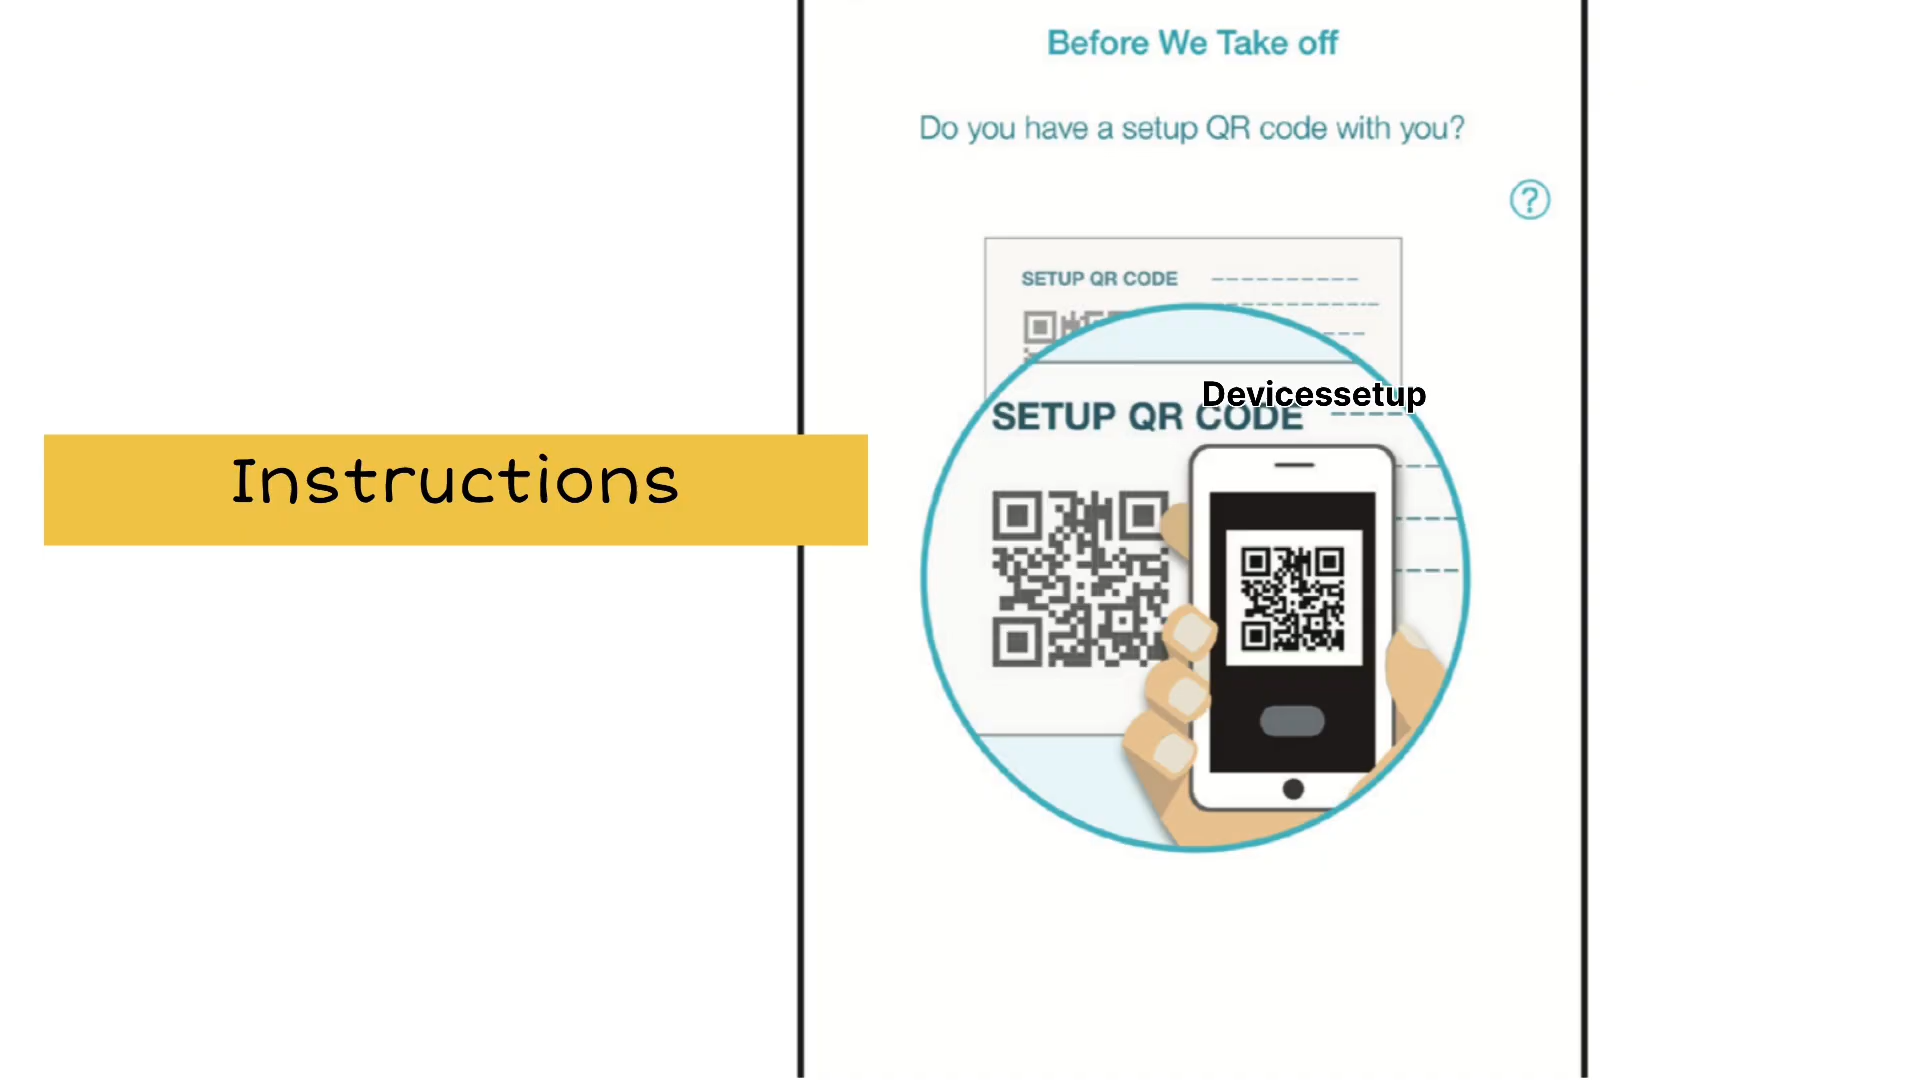 Before We Take off
Do you have a setup QR code with you?
?
SETUP QR CODE
Devicessetup
SETUP QR CODE
Instructions